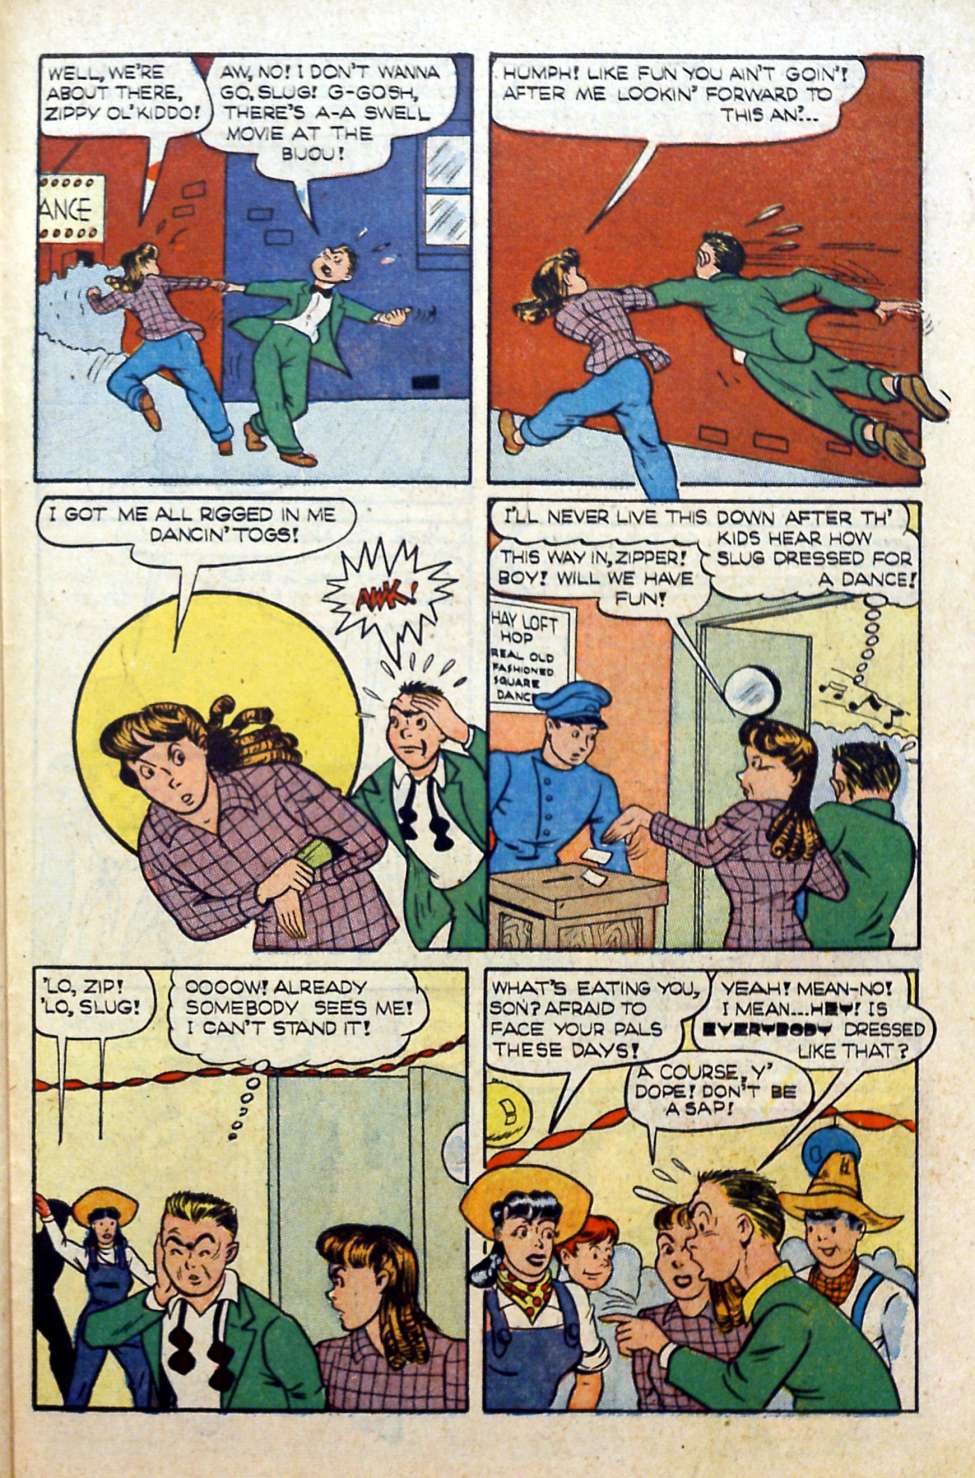 WELL, WE'RE
ABOUT THERE,
ZIPPY OL' KIDDO!
AW, NO! I DON'T WANNA
GO, SLUG! G-GOSH,
THERE'S A-A SWELL
MOVIE AT THE
BIJOU!
ANCE
HUMPH! LIKE FUN YOU AIN'T GOIN'!
AFTER ME LOOKIN' FORWARD TO
THIS AN'...
I GOT ME ALL RIGGED IN ME
DANCIN' TOGS!
AWK!
I'LL NEVER LIVE THIS DOWN AFTER TH'
KIDS HEAR HOW
SLUG DRESSED FOR
A DANCE!
THIS WAY IN, ZIPPER!
BOY! WILL WE HAVE
FUN!
HAY LOFT
HOP
REAL OLD
FASHIONED
SQUARE
DANCE
'LO, ZIP!
'LO, SLUG!
OOOOW! ALREADY
SOMEBODY SEES ME!
I CAN'T STAND IT!
WHAT'S EATING YOU,
SON? AFRAID TO
FACE YOUR PALS
THESE DAYS!
YEAH! MEAN-NO!
I MEAN...HEY! IS
EVERYBODY DRESSED
LIKE THAT?
A COURSE, Y'
DOPE! DON'T BE
A SAP!